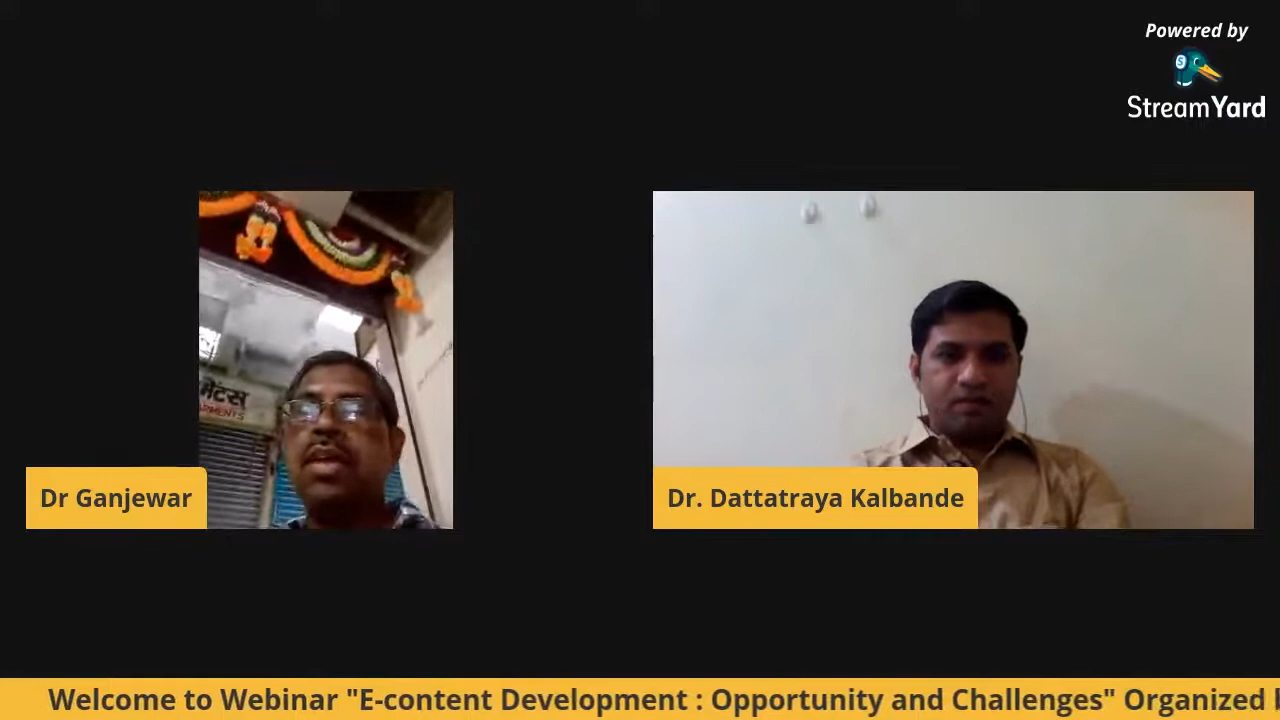 Powered by
StreamYard
Dr Ganjewar
Dr. Dattatraya Kalbande
Welcome to Webinar "E-content Development : Opportunity and Challenges" Organized